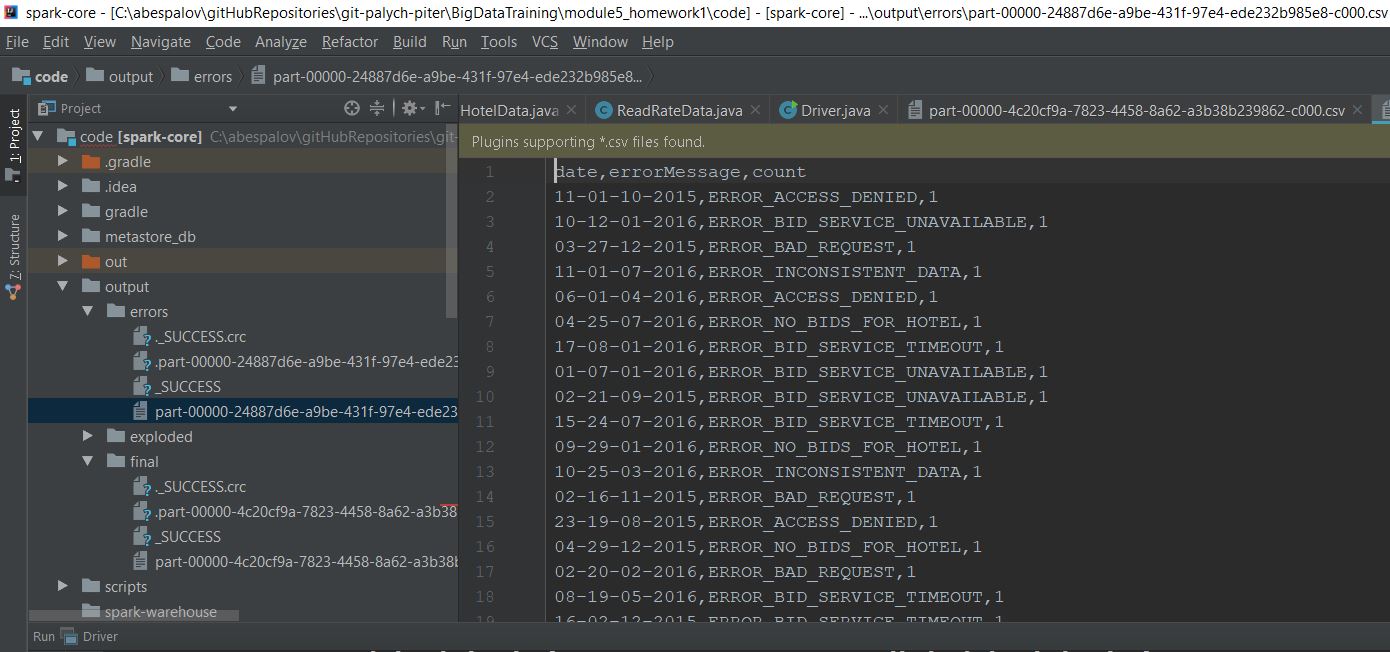 spark-core - [C:\abespalov\gitHubRepositories\git-palych-piter\BigDataTraining\module5_homework1\code] - [spark-core] - ...\output\errors\part-00000-24887d6e-a9be-431f-97e4-ede232b985e8-c000.csv
File Edit View Navigate Code Analyze Refactor Build Run Tools VCS Window Help
code output errors part-00000-24887d6e-a9be-431f-97e4-ede232b985e8...
Project
HotelData.java ReadRateData.java Driver.java part-00000-4c20cf9a-7823-4458-8a62-a3b38b239862-c000.csv
1: Project
7: Structure
code [spark-core] C:\abespalov\gitHubRepositories\git-
.gradle
.idea
gradle
metastore_db
out
output
errors
._SUCCESS.crc
.part-00000-24887d6e-a9be-431f-97e4-ede23
_SUCCESS
part-00000-24887d6e-a9be-431f-97e4-ede23
exploded
final
._SUCCESS.crc
.part-00000-4c20cf9a-7823-4458-8a62-a3b38
_SUCCESS
part-00000-4c20cf9a-7823-4458-8a62-a3b38b
scripts
spark-warehouse
Plugins supporting *.csv files found.
1 date,errorMessage,count
2 11-01-10-2015,ERROR_ACCESS_DENIED,1
3 10-12-01-2016,ERROR_BID_SERVICE_UNAVAILABLE,1
4 03-27-12-2015,ERROR_BAD_REQUEST,1
5 11-01-07-2016,ERROR_INCONSISTENT_DATA,1
6 06-01-04-2016,ERROR_ACCESS_DENIED,1
7 04-25-07-2016,ERROR_NO_BIDS_FOR_HOTEL,1
8 17-08-01-2016,ERROR_BID_SERVICE_TIMEOUT,1
9 01-07-01-2016,ERROR_BID_SERVICE_UNAVAILABLE,1
10 02-21-09-2015,ERROR_BID_SERVICE_UNAVAILABLE,1
11 15-24-07-2016,ERROR_BID_SERVICE_TIMEOUT,1
12 09-29-01-2016,ERROR_NO_BIDS_FOR_HOTEL,1
13 10-25-03-2016,ERROR_INCONSISTENT_DATA,1
14 02-16-11-2015,ERROR_BAD_REQUEST,1
15 23-19-08-2015,ERROR_ACCESS_DENIED,1
16 04-29-12-2015,ERROR_NO_BIDS_FOR_HOTEL,1
17 02-20-02-2016,ERROR_BAD_REQUEST,1
18 08-19-05-2016,ERROR_BID_SERVICE_TIMEOUT,1
19 16-02-12-2015,ERROR_BID_SERVICE_TIMEOUT,1
Run Driver